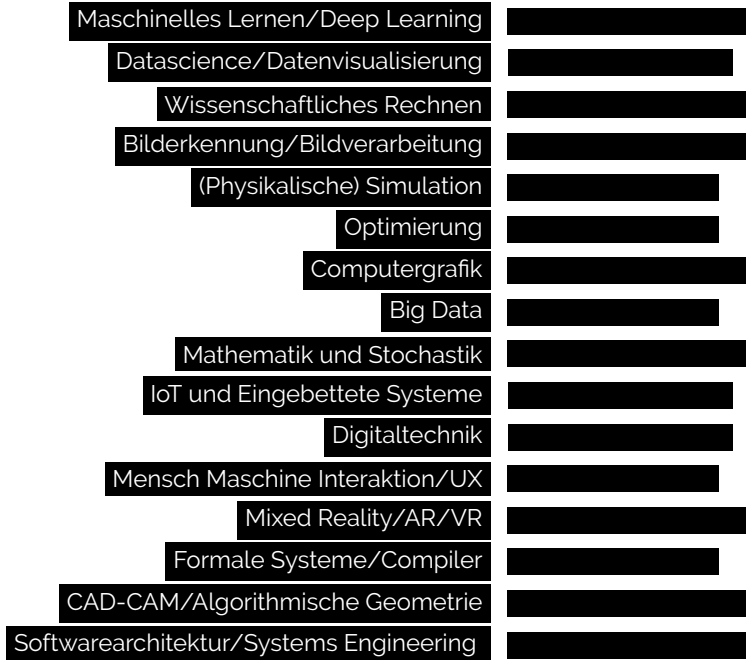 Maschinelles Lernen/Deep Learning
Datascience/Datenvisualisierung
Wissenschaftliches Rechnen
Bilderkennung/Bildverarbeitung
(Physikalische) Simulation
Optimierung
Computergrafik
Big Data
Mathematik und Stochastik
IoT und Eingebettete Systeme
Digitaltechnik
Mensch Maschine Interaktion/UX
Mixed Reality/AR/VR
Formale Systeme/Compiler
CAD-CAM/Algorithmische Geometrie
Softwarearchitektur/Systems Engineering